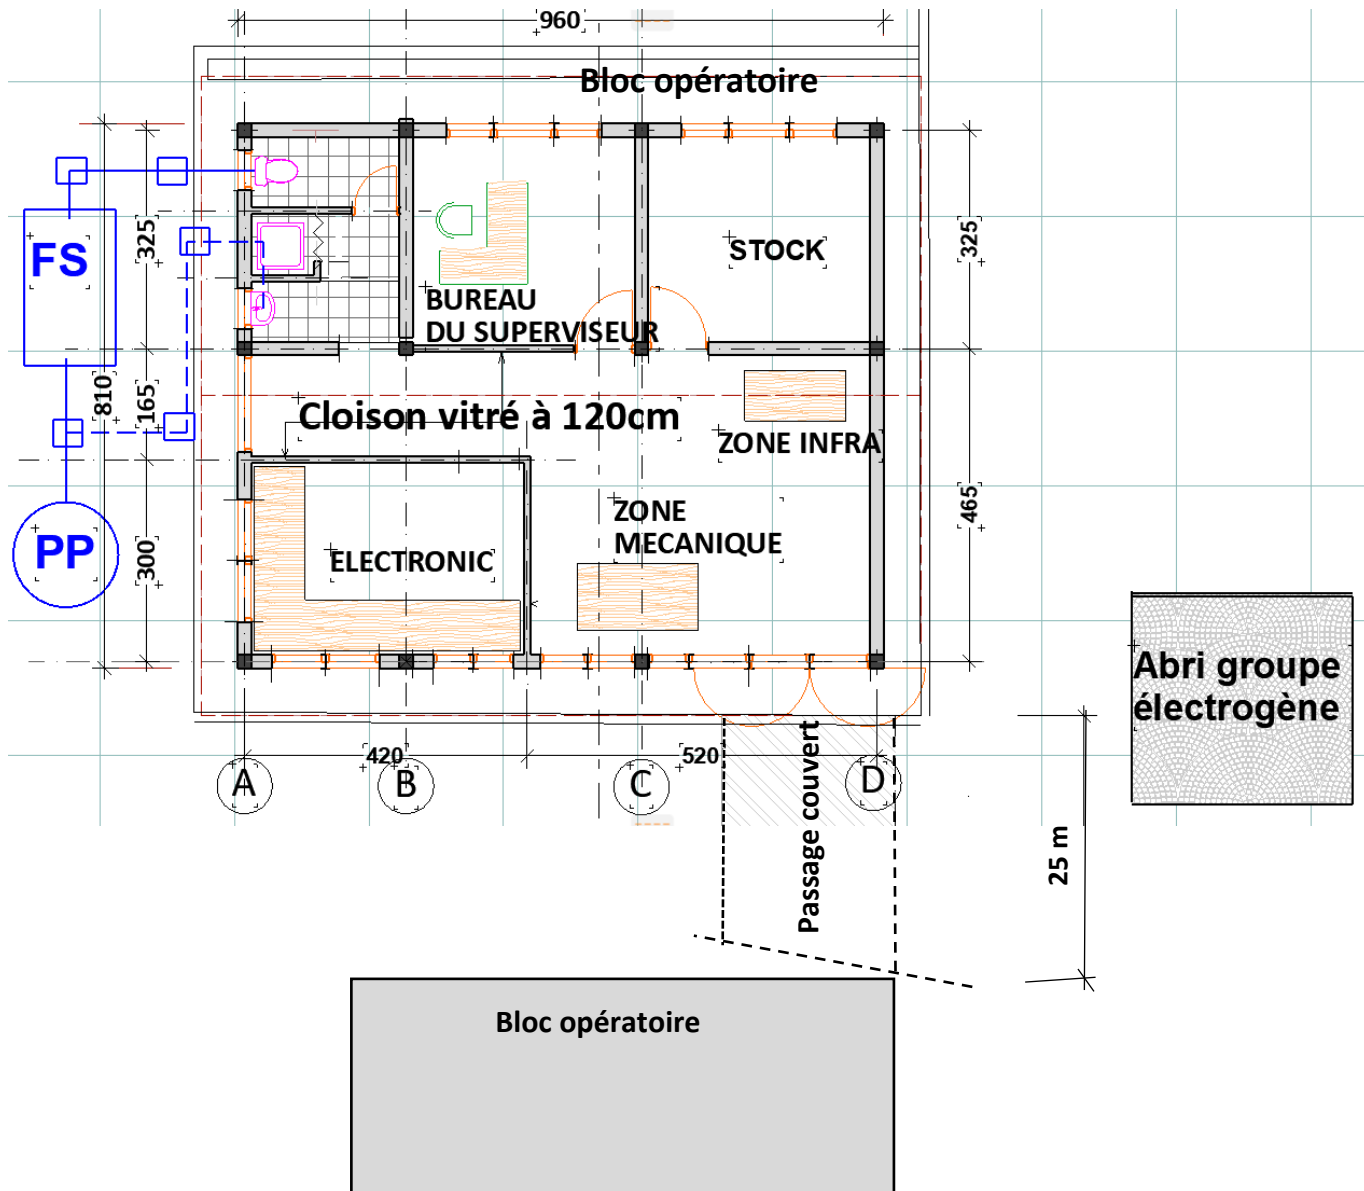 960
Bloc opératoire
325
FS
STOCK
325
BUREAU
DU SUPERVISEUR
810
165
Cloison vitré à 120cm
ZONE INFRA
ZONE
MECANIQUE
465
PP
300
ELECTRONIC
Abri groupe
électrogène
420
520
A
B
C
D
Passage couvert
25 m
Bloc opératoire